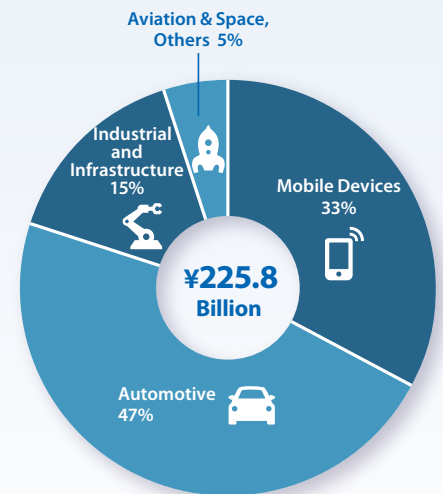 Aviation & Space,
Others 5%
Industrial
and
Infrastructure
15%
Mobile Devices
33%
¥225.8
Billion
Automotive
47%